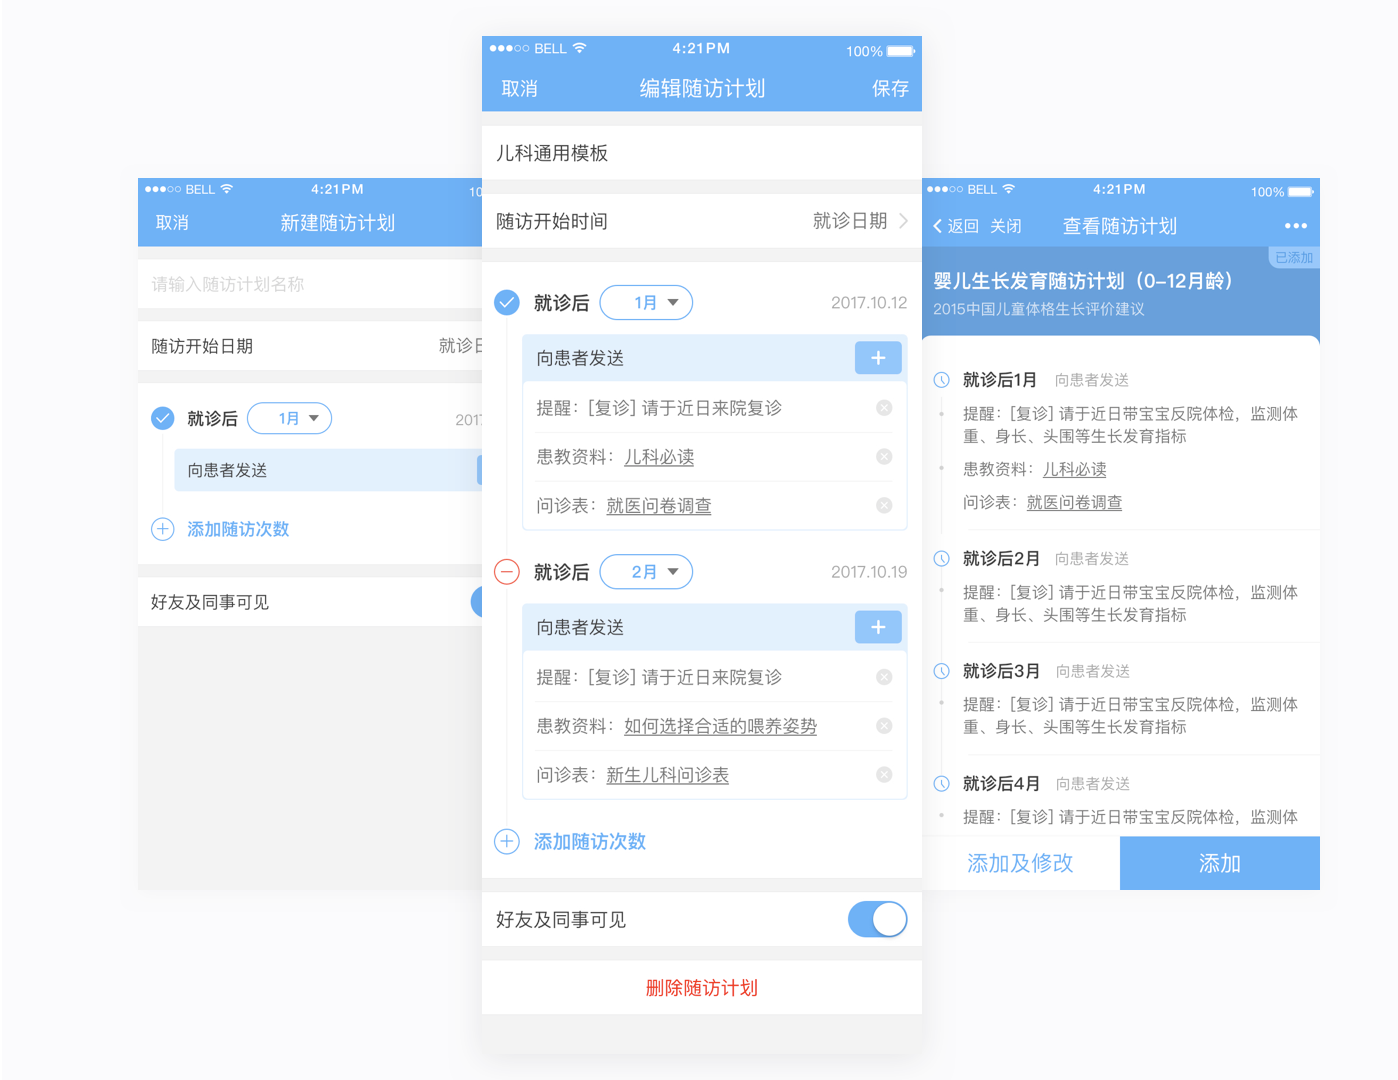 BELL
4:21PM
10
取消
新建随访计划
请输入随访计划名称
随访开始日期
就诊日
就诊后
1月
2017
向患者发送
添加随访次数
好友及同事可见
BELL
4:21PM
100%
取消
编辑随访计划
保存
儿科通用模板
随访开始时间
就诊日期
就诊后
1月
2017.10.12
向患者发送
+
提醒：[复诊] 请于近日来院复诊
患教资料：儿科必读
问诊表：就医问卷调查
就诊后
2月
2017.10.19
向患者发送
+
提醒：[复诊] 请于近日来院复诊
患教资料：如何选择合适的喂养姿势
问诊表：新生儿科问诊表
添加随访次数
好友及同事可见
删除随访计划
BELL
4:21PM
100%
返回
关闭
查看随访计划
已添加
婴儿生长发育随访计划（0-12月龄）
2015中国儿童体格生长评价建议
就诊后1月
向患者发送
提醒：[复诊] 请于近日带宝宝反院体检，监测体
重、身长、头围等生长发育指标
患教资料：儿科必读
问诊表：就医问卷调查
就诊后2月
向患者发送
提醒：[复诊] 请于近日带宝宝反院体检，监测体
重、身长、头围等生长发育指标
就诊后3月
向患者发送
提醒：[复诊] 请于近日带宝宝反院体检，监测体
重、身长、头围等生长发育指标
就诊后4月
向患者发送
提醒：[复诊] 请于近日带宝宝反院体检，监测体
添加及修改
添加